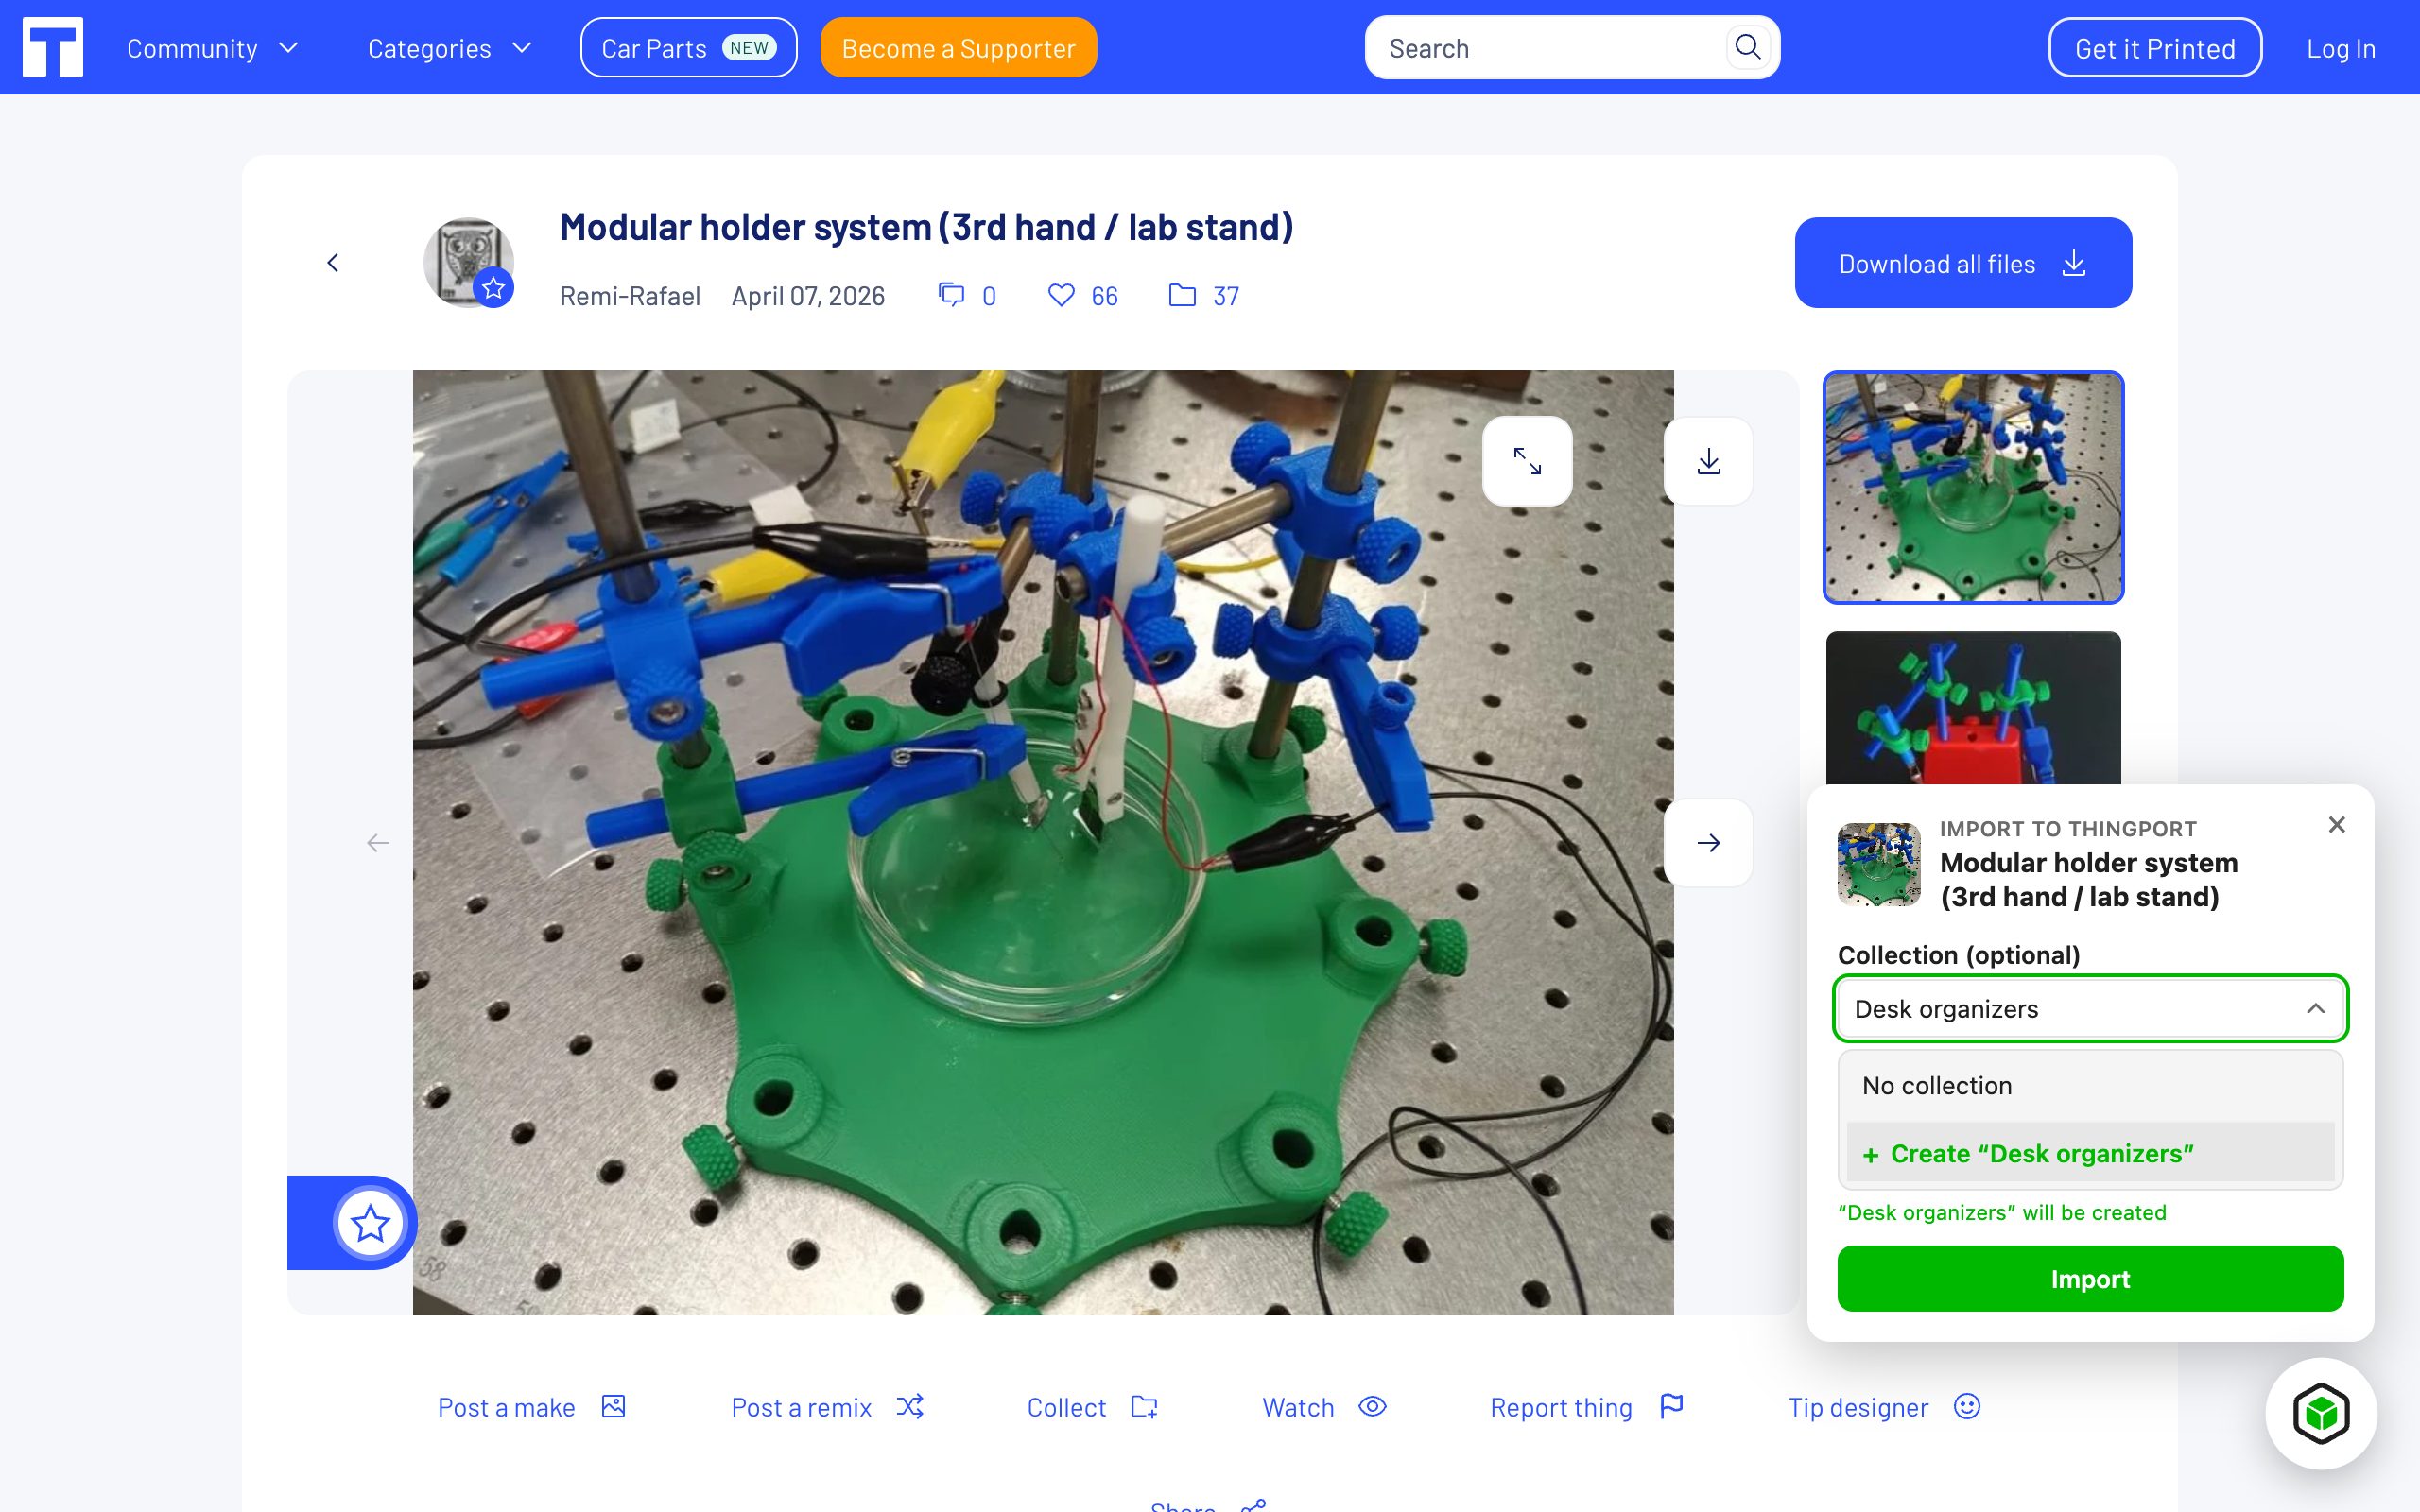 Community
Categories
Car Parts NEW
Become a Supporter
Search
Get it Printed
Log In
Modular holder system (3rd hand / lab stand)
Remi-Rafael April 07, 2026 0 66 37
Download all files
58
IMPORT TO THINGPORT
Modular holder system
(3rd hand / lab stand)
Collection (optional)
Desk organizers
No collection
+ Create “Desk organizers”
“Desk organizers” will be created
Import
Post a make
Post a remix
Collect
Watch
Report thing
Tip designer
Share